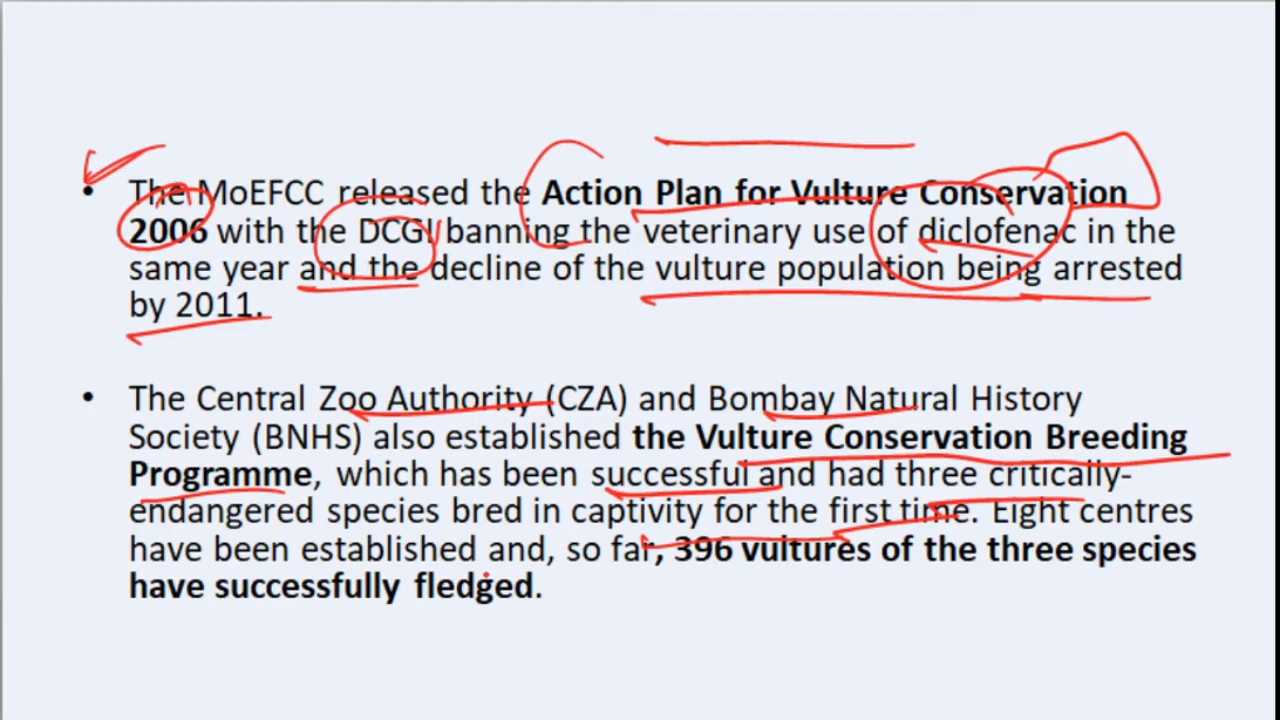 • The MoEFCC released the Action Plan for Vulture Conservation
2006 with the DCGI banning the veterinary use of diclofenac in the
same year and the decline of the vulture population being arrested
by 2011.
• The Central Zoo Authority (CZA) and Bombay Natural History
Society (BNHS) also established the Vulture Conservation Breeding
Programme, which has been successful and had three critically-
endangered species bred in captivity for the first time. Eight centres
have been established and, so far, 396 vultures of the three species
have successfully fledged.